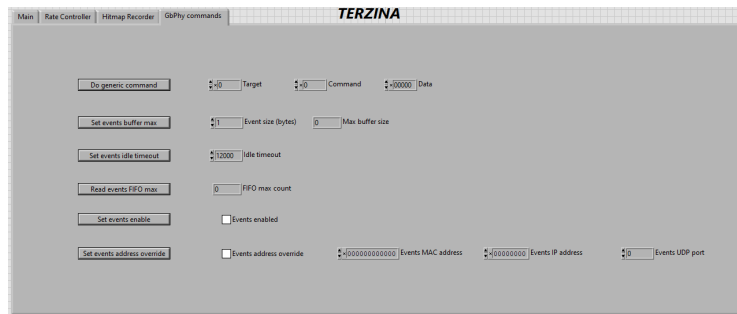 TERZINA
Main Rate Controller Hitmap Recorder GbPhy commands
Do generic command ×0 Target ×0 Command ×00000 Data
Set events buffer max 1 Event size (bytes) 0 Max buffer size
Set events idle timeout 12000 Idle timeout
Read events FIFO max 0 FIFO max count
Set events enable Events enabled
Set events address override Events address override ×000000000000 Events MAC address ×00000000 Events IP address 0 Events UDP port